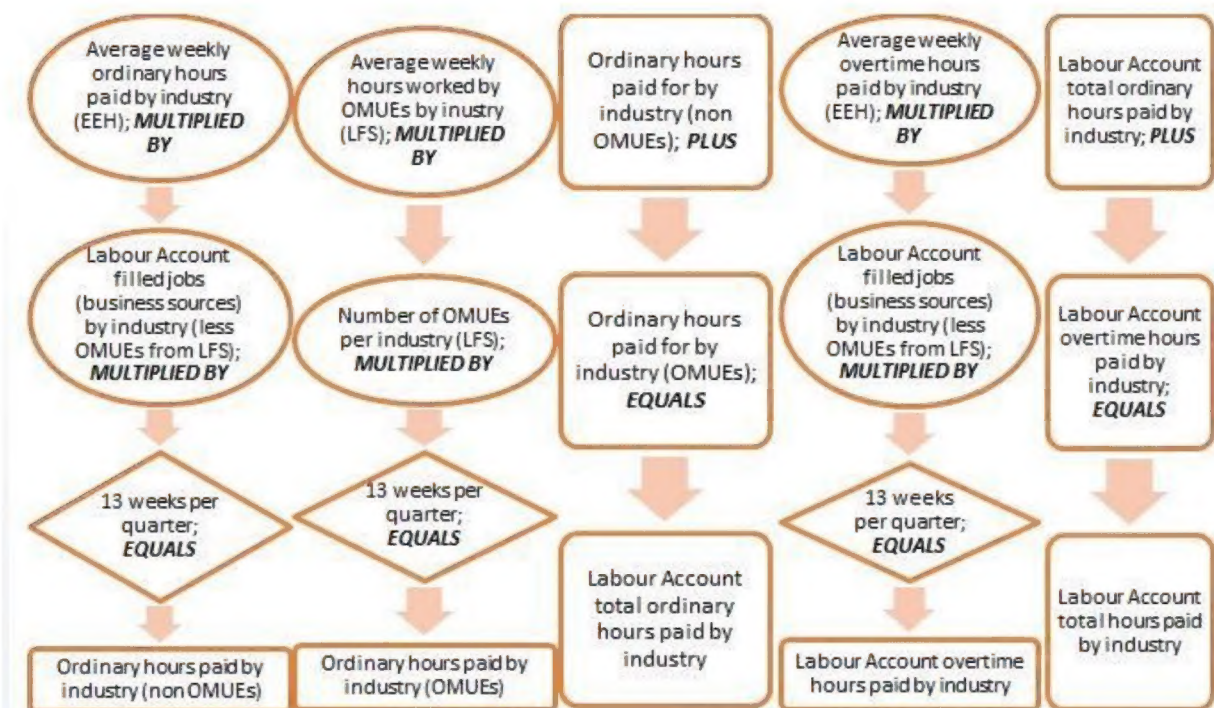 Average weekly
ordinary hours
paid by industry
(EEH); MULTIPLIED
BY
Labour Account
filled jobs
(business sources)
by industry (less
OMUEs from LFS);
MULTIPLIED BY
13 weeks per
quarter;
EQUALS
Ordinary hours paid by
industry (non OMUEs)
Average weekly
hours worked by
OMUEs by inustry
(LFS); MULTIPLIED
BY
Number of OMUEs
per industry (LFS);
MULTIPLIED BY
13 weeks per
quarter;
EQUALS
Ordinary hours paid by
industry (OMUEs)
Ordinary hours
paid for by
industry (non
OMUEs); PLUS
Ordinary hours
paid for by
industry (OMUEs);
EQUALS
Labour Account
total ordinary
hours paid by
industry
Average weekly
overtime hours
paid by industry
(EEH); MULTIPLIED
BY
Labour Account
filled jobs
(business sources)
by industry (less
OMUEs from LFS);
MULTIPLIED BY
13 weeks
per quarter;
EQUALS
Labour Account overtime
hours paid by industry
Labour Account
total ordinary
hours paid by
industry; PLUS
Labour Account
overtime hours
paid by
industry;
EQUALS
Labour Account
total hours paid
by industry